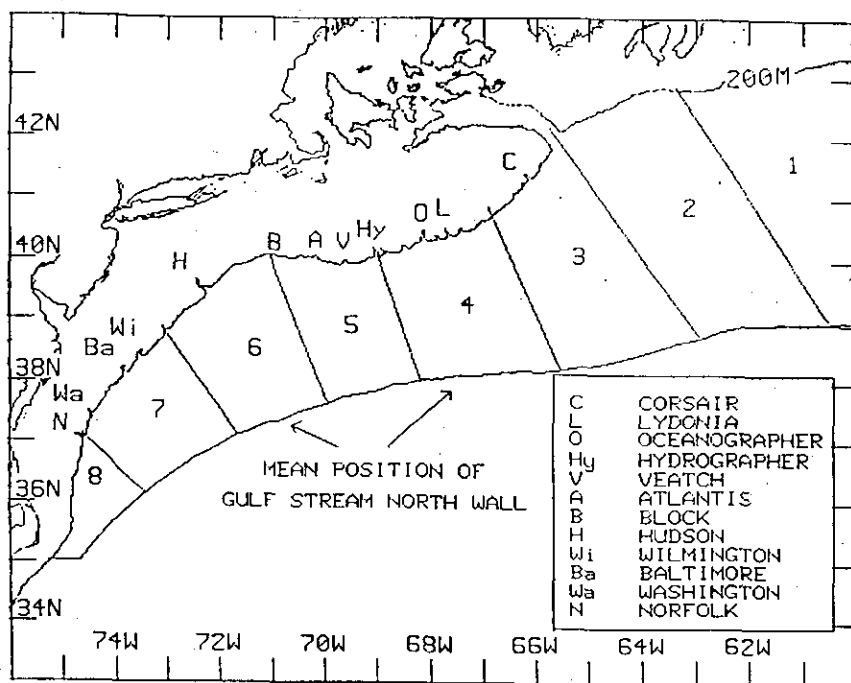 200M
42N
C
1
2
O L
Hy
B A V
40N
3
H
4
5
6
Wi
Ba
38N
Wa
7
N
8
MEAN POSITION OF
GULF STREAM NORTH WALL
36N
34N
C CORSAIR
L LYDONIA
O OCEANOGRAPHER
Hy HYDROGRAPHER
V VEATCH
A ATLANTIS
B BLOCK
H HUDSON
Wi WILMINGTON
Ba BALTIMORE
Wa WASHINGTON
N NORFOLK
74W 72W 70W 68W 66W 64W 62W